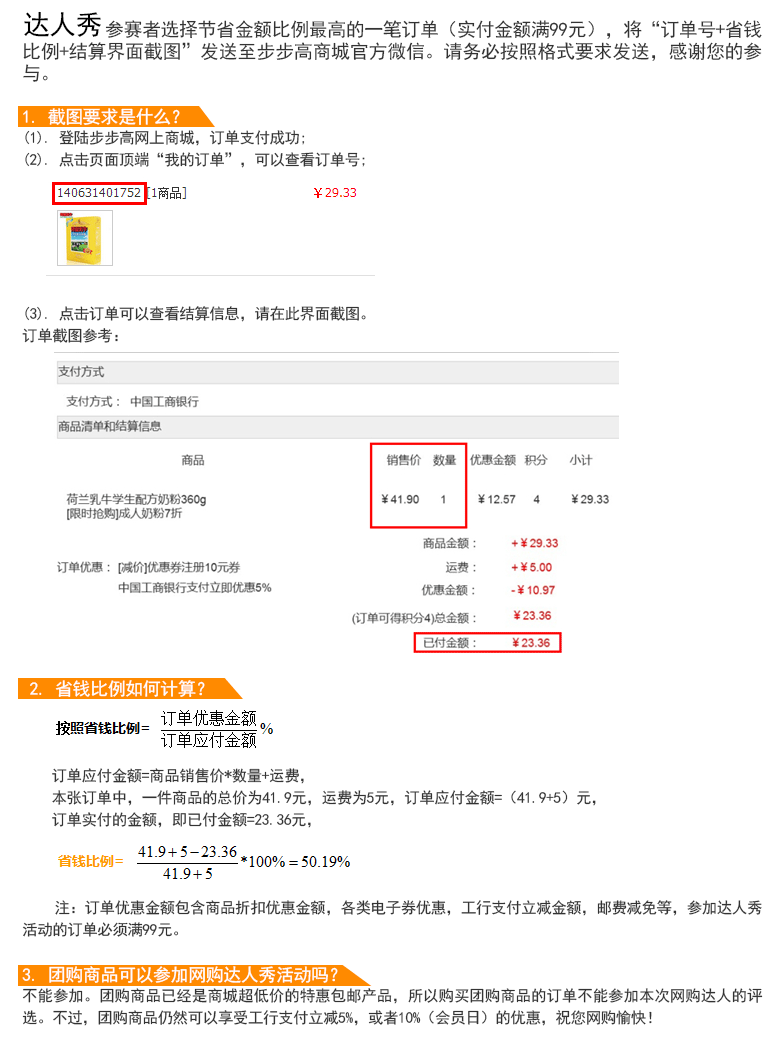 达人秀参赛者选择节省金额比例最高的一笔订单（实付金额满99元），将“订单号+省钱
比例+结算界面截图”发送至步步高商城官方微信。请务必按照格式要求发送，感谢您的参
与。
1. 截图要求是什么？
(1). 登陆步步高网上商城，订单支付成功；
(2). 点击页面顶端“我的订单”，可以查看订单号；
140631401752 [1商品] ￥29.33
(3). 点击订单可以查看结算信息，请在此界面截图。
订单截图参考：
支付方式
支付方式： 中国工商银行
商品清单和结算信息
商品 销售价 数量 优惠金额 积分 小计
荷兰乳牛学生配方奶粉360g ￥41.90 1 ￥12.57 4 ￥29.33
[限时抢购]成人奶粉7折
商品金额： +￥29.33
订单优惠： [减价]优惠券注册10元券 运费： +￥5.00
中国工商银行支付立即优惠5% 优惠金额： -￥10.97
(订单可得积分4)总金额： ￥23.36
已付金额： ￥23.36
2. 省钱比例如何计算？
按照省钱比例= 订单优惠金额
订单应付金额 %
订单应付金额=商品销售价*数量+运费，
本张订单中，一件商品的总价为41.9元，运费为5元，订单应付金额=（41.9+5）元，
订单实付的金额，即已付金额=23.36元，
省钱比例= 41.9+5−23.36
41.9+5 *100%=50.19%
注：订单优惠金额包含商品折扣优惠金额，各类电子券优惠，工行支付立减金额，邮费减免等，参加达人秀
活动的订单必须满99元。
3. 团购商品可以参加网购达人秀活动吗？
不能参加。团购商品已经是商城超低价的特惠包邮产品，所以购买团购商品的订单不能参加本次网购达人的评
选。不过，团购商品仍然可以享受工行支付立减5%，或者10%（会员日）的优惠，祝您网购愉快！